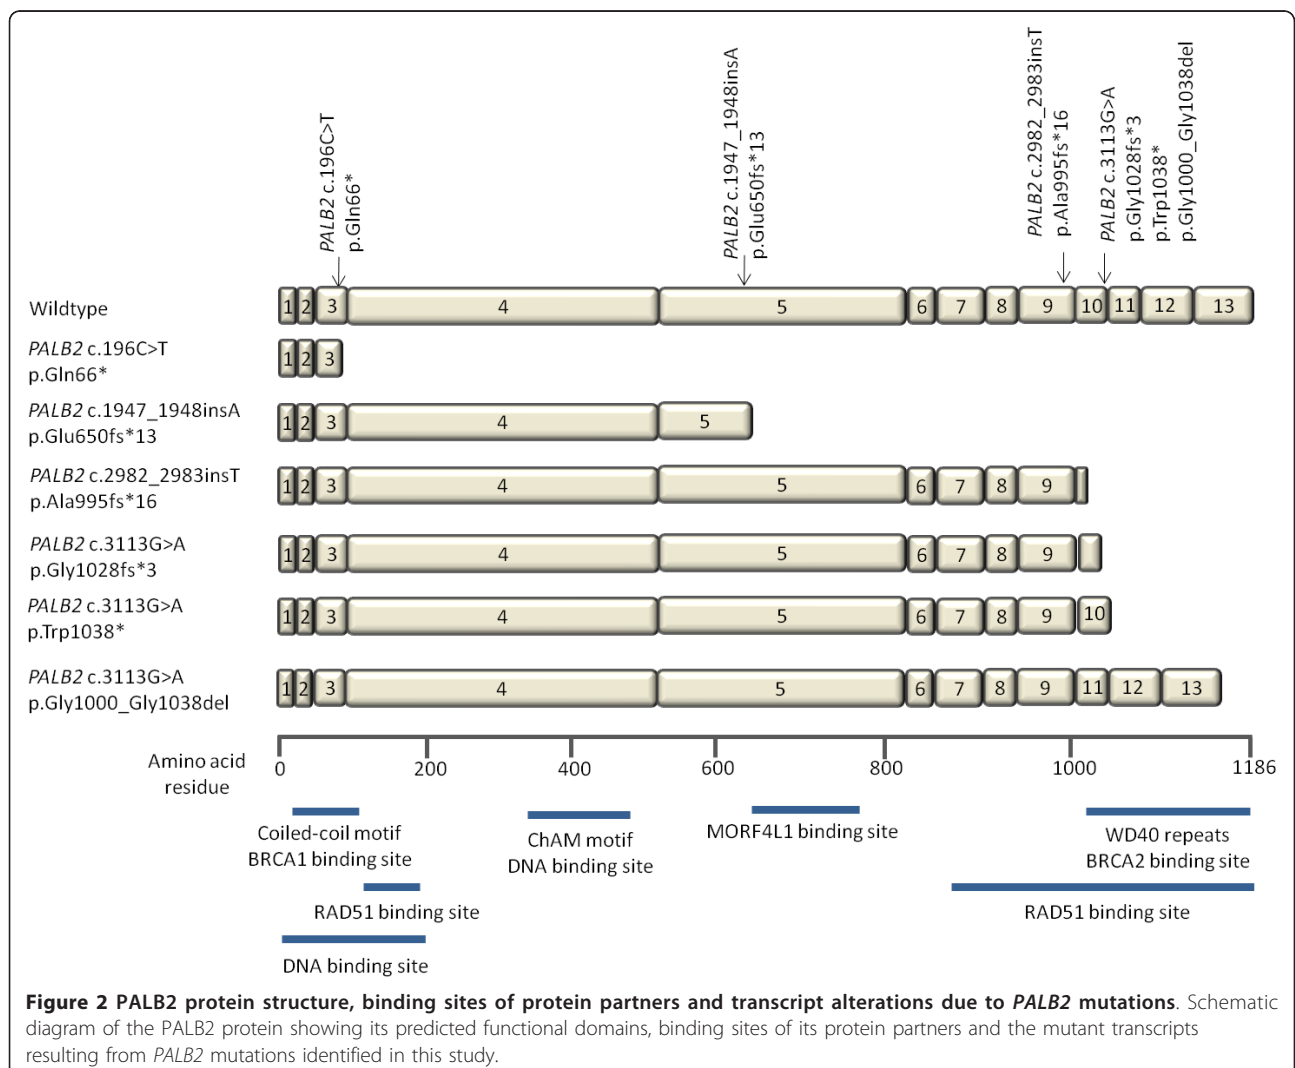 PALB2 c.196C>T
p.Gln66*
PALB2 c.1947_1948insA
p.Glu650fs*13
PALB2 c.2982_2983insT
p.Ala995fs*16
PALB2 c.3113G>A
p.Gly1028fs*3
p.Trp1038*
p.Gly1000_Gly1038del
Wildtype
1 2 3 4 5 6 7 8 9 10 11 12 13
PALB2 c.196C>T
p.Gln66*
1 2 3
PALB2 c.1947_1948insA
p.Glu650fs*13
1 2 3 4 5
PALB2 c.2982_2983insT
p.Ala995fs*16
1 2 3 4 5 6 7 8 9
PALB2 c.3113G>A
p.Gly1028fs*3
1 2 3 4 5 6 7 8 9
PALB2 c.3113G>A
p.Trp1038*
1 2 3 4 5 6 7 8 9 10
PALB2 c.3113G>A
p.Gly1000_Gly1038del
1 2 3 4 5 6 7 8 9 11 12 13
Amino acid
residue
0 200 400 600 800 1000 1186
Coiled-coil motif
BRCA1 binding site
ChAM motif
DNA binding site
MORF4L1 binding site
WD40 repeats
BRCA2 binding site
RAD51 binding site
RAD51 binding site
DNA binding site
Figure 2 PALB2 protein structure, binding sites of protein partners and transcript alterations due to PALB2 mutations. Schematic
diagram of the PALB2 protein showing its predicted functional domains, binding sites of its protein partners and the mutant transcripts
resulting from PALB2 mutations identified in this study.